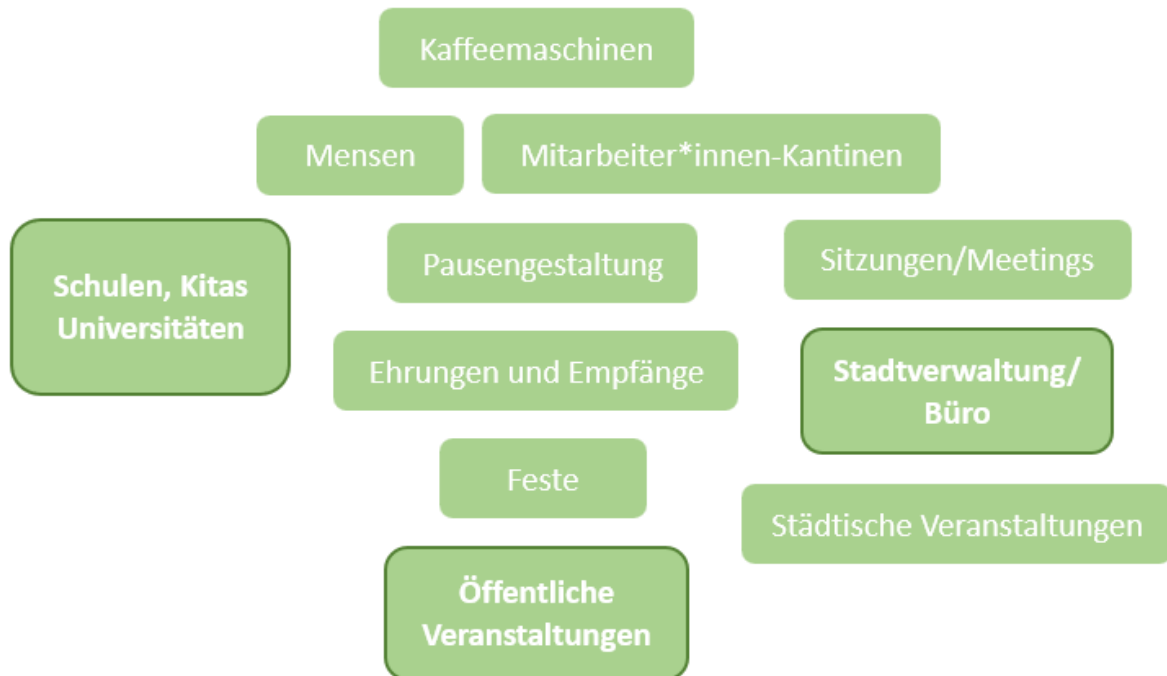 Kaffeemaschinen
Mensen
Mitarbeiter*innen-Kantinen
Schulen, Kitas
Universitäten
Pausengestaltung
Sitzungen/Meetings
Ehrungen und Empfänge
Stadtverwaltung/
Büro
Feste
Städtische Veranstaltungen
Öffentliche
Veranstaltungen